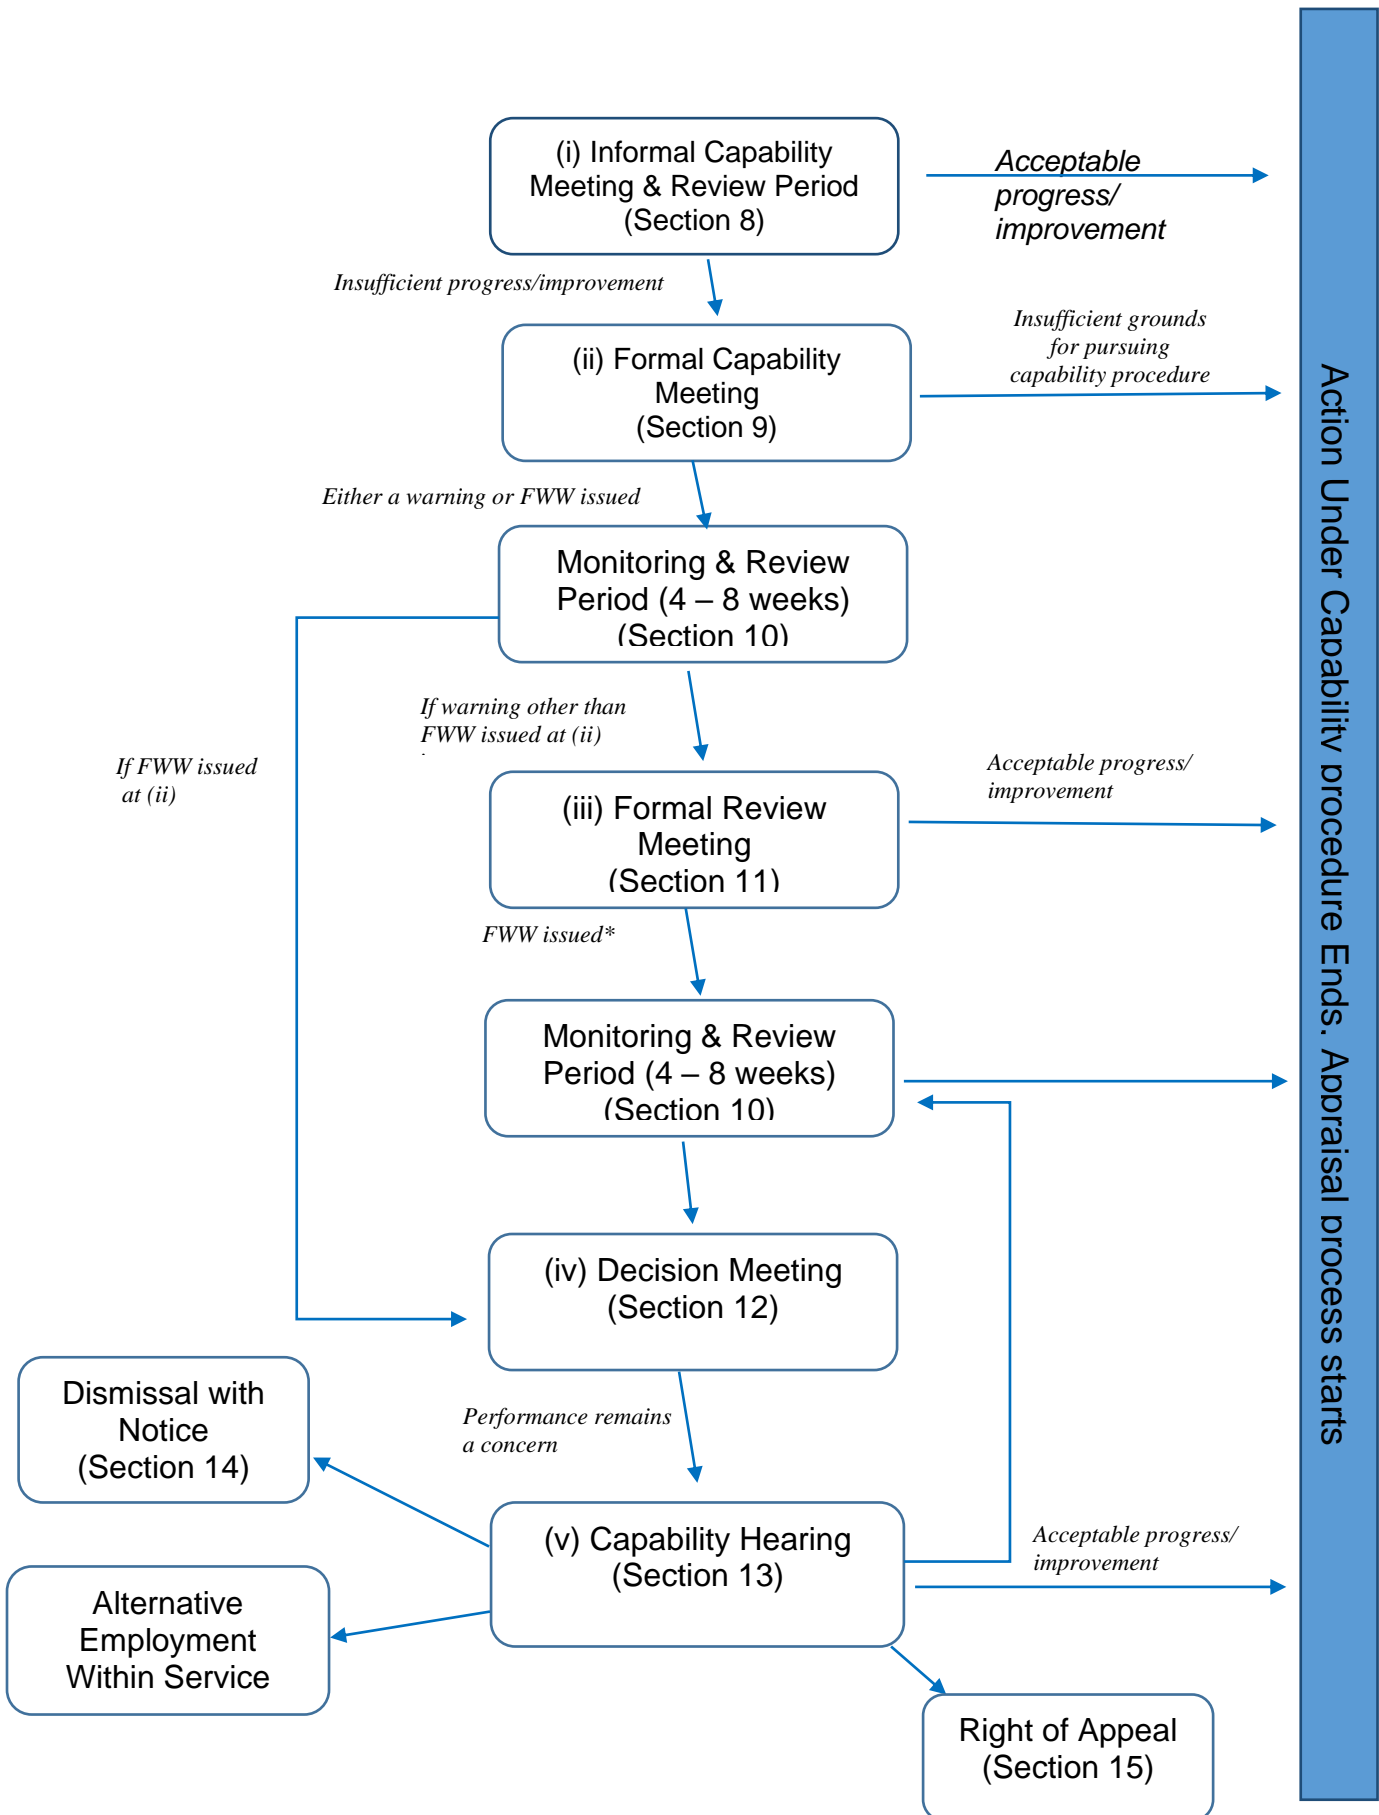 (i) Informal Capability
Meeting & Review Period
(Section 8)
Acceptable
progress/
improvement
Insufficient progress/improvement
(ii) Formal Capability
Meeting
(Section 9)
Insufficient grounds
for pursuing
capability procedure
Either a warning or FWW issued
Monitoring & Review
Period (4 – 8 weeks)
(Section 10)
If warning other than
FWW issued at (ii)
If FWW issued
at (ii)
(iii) Formal Review
Meeting
(Section 11)
Acceptable progress/
improvement
FWW issued*
Monitoring & Review
Period (4 – 8 weeks)
(Section 10)
(iv) Decision Meeting
(Section 12)
Performance remains
a concern
Dismissal with
Notice
(Section 14)
(v) Capability Hearing
(Section 13)
Acceptable progress/
improvement
Alternative
Employment
Within Service
Right of Appeal
(Section 15)
Action Under Capability procedure Ends. Appraisal process starts